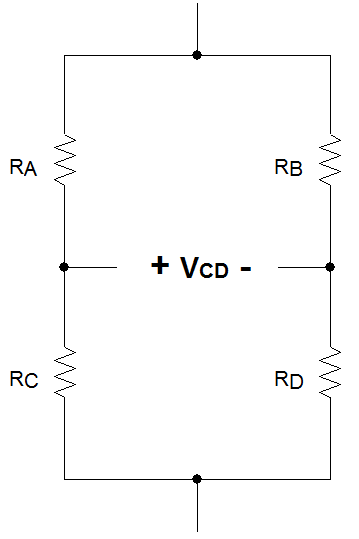 RA RB
+ VCD -
RC RD